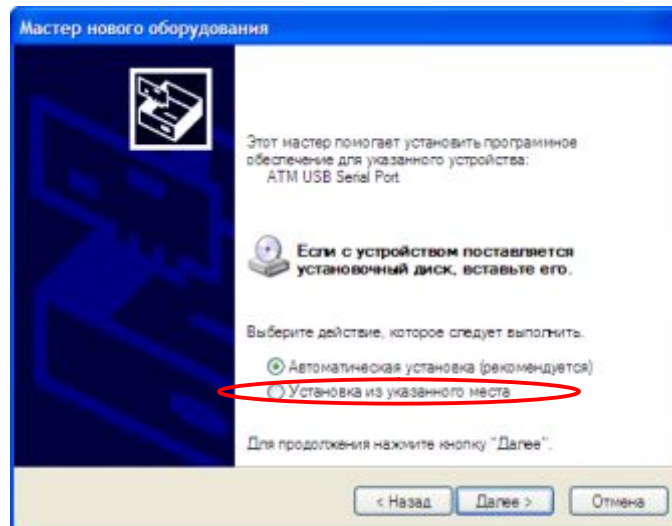 Мастер нового оборудования
Этот мастер помогает установить программное
обеспечение для указанного устройства:
ATM USB Serial Port
Если с устройством поставляется
установочный диск, вставьте его.
Выберите действие, которое следует выполнить.
Автоматическая установка (рекомендуется)
Установка из указанного места
Для продолжения нажмите кнопку "Далее".
< Назад Далее > Отмена